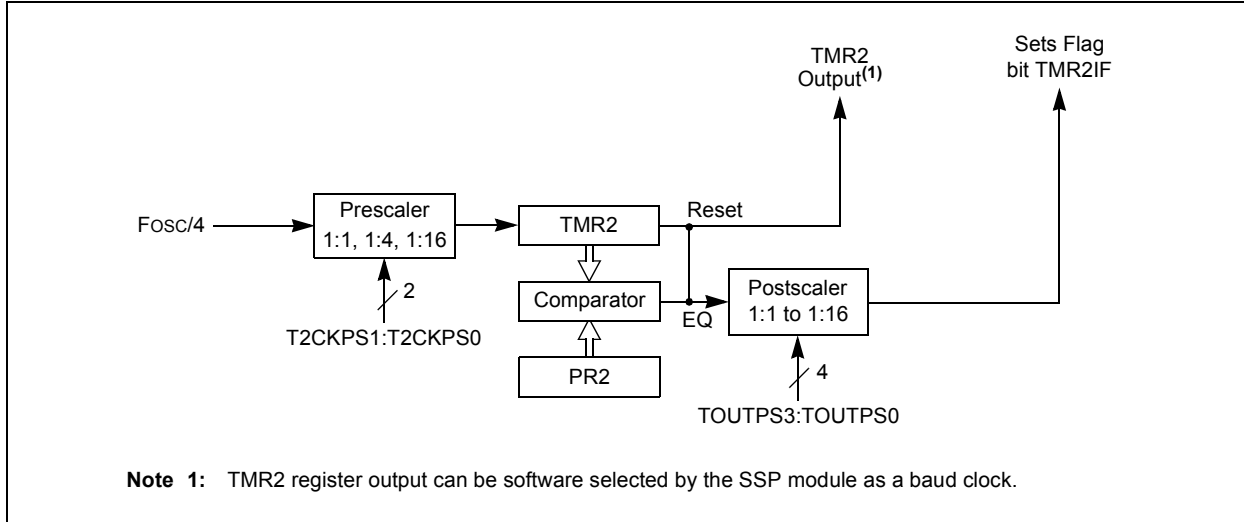 TMR2
Output(1)
Sets Flag
bit TMR2IF
FOSC/4
Prescaler
1:1, 1:4, 1:16
2
T2CKPS1:T2CKPS0
TMR2
Reset
Comparator
EQ
PR2
Postscaler
1:1 to 1:16
4
TOUTPS3:TOUTPS0
Note 1: TMR2 register output can be software selected by the SSP module as a baud clock.